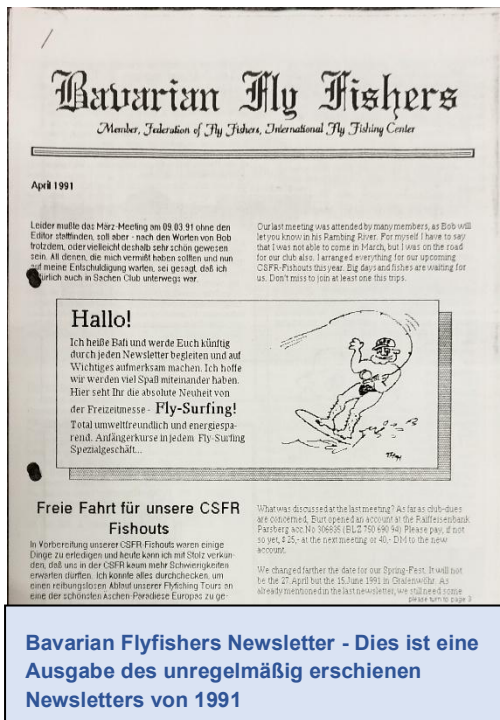 Bavarian Fly Fishers
Member, Federation of Fly Fishers, International Fly Fishing Center
April 1991
Leider mußte das März-Meeting am 09.03.91 ohne den
Editor stattfinden, soll aber - nach den Worten von Bob
trotzdem, oder vielleicht deshalb sehr schön gewesen
sein. All denen, die mich vermißt haben sollten und nun
auf meine Entschuldigung warten, sei gesagt, daß ich
natürlich auch in Sachen Club unterwegs war.
Our last meeting was attended by many members, as Bob will
let you know in his Rambing River. For myself I have to say
that I was not able to come in March, but I was on the road
for our club also. I arranged everything for our upcoming
CSFR-Fishouts this year. Big days and fishes are waiting for
us. Don't miss to join at least one this trips.
Hallo!
Ich heiße Bafi und werde Euch künftig
durch jeden Newsletter begleiten und auf
Wichtiges aufmerksam machen. Ich hoffe
wir werden viel Spaß miteinander haben.
Hier seht Ihr die absolute Neuheit von
der Freizeitmesse - Fly-Surfing!
Total umweltfreundlich und energiespa-
rend. Anfängerkurse in jedem Fly-Surfing
Spezialgeschäft...
Freie Fahrt für unsere CSFR
Fishouts
In Vorbereitung unserer CSFR-Fishouts waren einige
Dinge zu erledigen und heute kann ich mit Stolz verkün-
den, daß uns in der CSFR kaum mehr Schwierigkeiten
erwarten dürften. Ich konnte alles durchchecken, um
einen reibungslosen Ablauf unserer Flyfishing Tours an
eine der schönsten Äschen-Paradiese Europas zu ge-
What was discussed at the last meeting? As far as club-dues
are concerned, Burt opened an account at the Raiffeisenbank
Parsberg acc.No 306835 (BLZ 750 690 94) Please pay, if not
so yet, $ 25,- at the next meeting or 40,- DM to the new
account.
We changed farther the date for our Spring-Fest. It will not
be the 27.April but the 15.June 1991 in Grafenwöhr. As
already mentioned in the last newsletter, we still need some
please turn to page 3
Bavarian Flyfishers Newsletter - Dies ist eine
Ausgabe des unregelmäßig erschienen
Newsletters von 1991